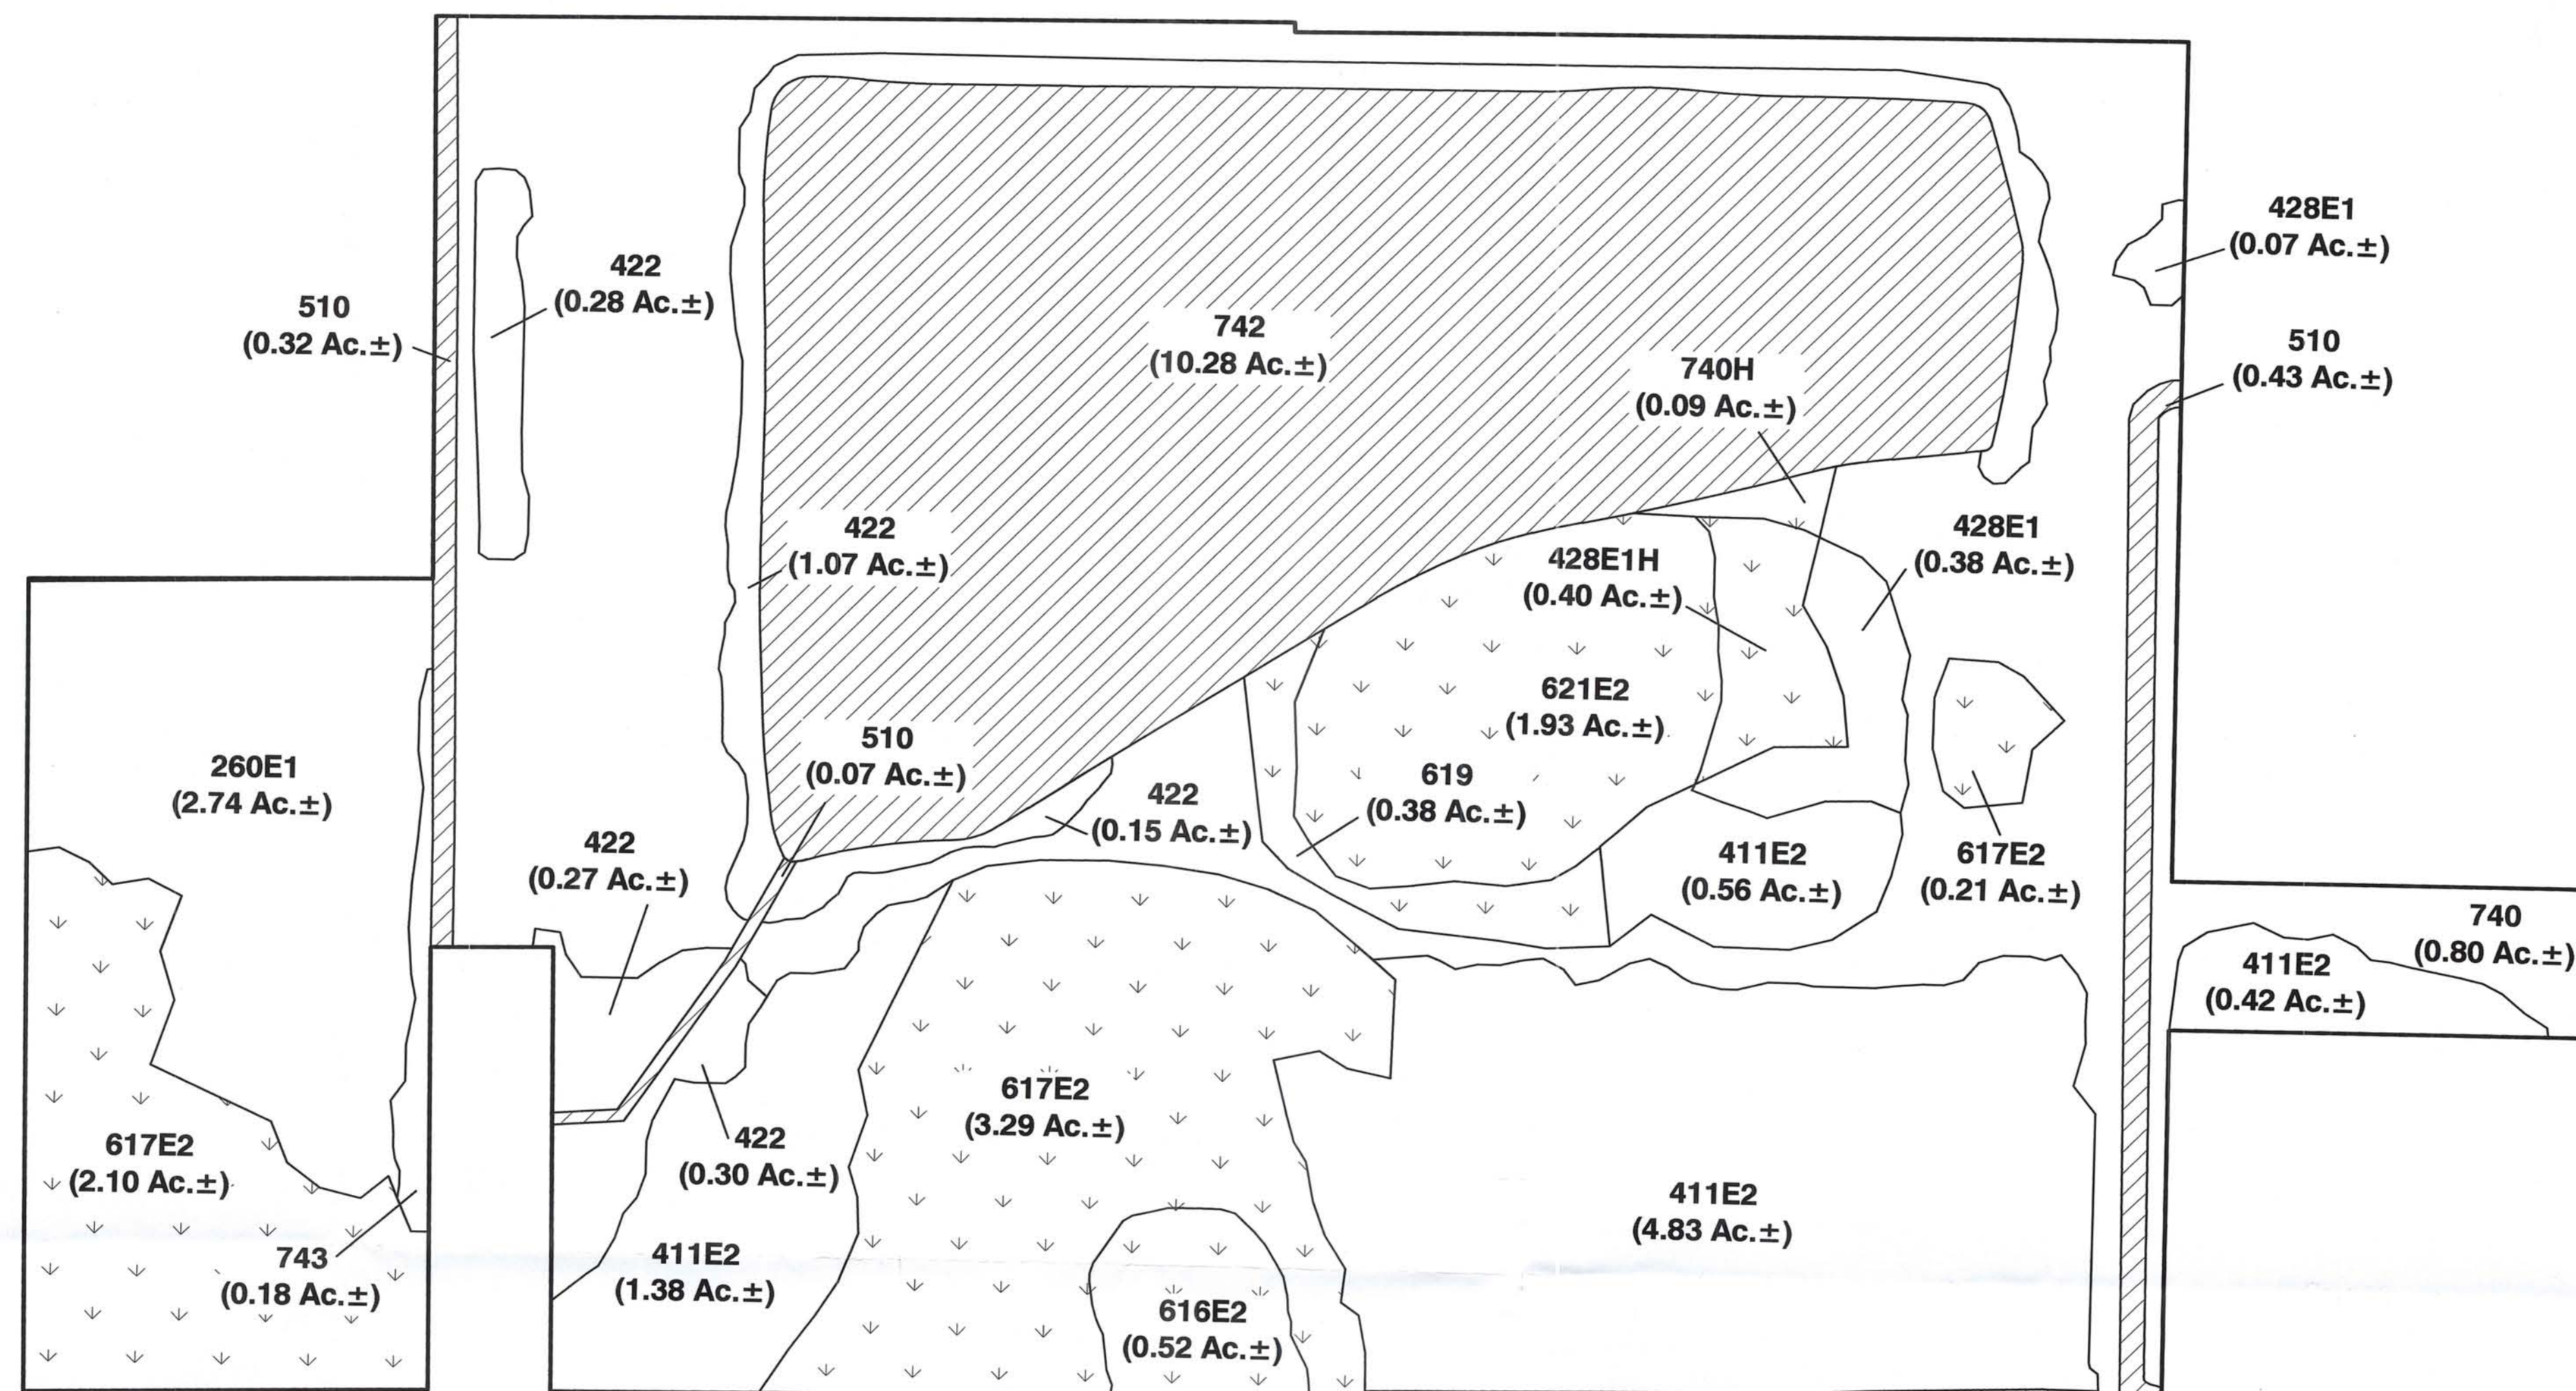 428E1
(0.07 Ac.±)
422
(0.28 Ac.±)
510
(0.32 Ac.±)
742
(10.28 Ac.±)
510
(0.43 Ac.±)
740H
(0.09 Ac.±)
422
(1.07 Ac.±)
428E1
(0.38 Ac.±)
428E1H
(0.40 Ac.±)
621E2
(1.93 Ac.±)
510
(0.07 Ac.±)
260E1
(2.74 Ac.±)
619
(0.38 Ac.±)
422
(0.15 Ac.±)
422
(0.27 Ac.±)
411E2
(0.56 Ac.±)
617E2
(0.21 Ac.±)
740
(0.80 Ac.±)
411E2
(0.42 Ac.±)
617E2
(3.29 Ac.±)
617E2
(2.10 Ac.±)
422
(0.30 Ac.±)
411E2
(4.83 Ac.±)
743
(0.18 Ac.±)
411E2
(1.38 Ac.±)
616E2
(0.52 Ac.±)